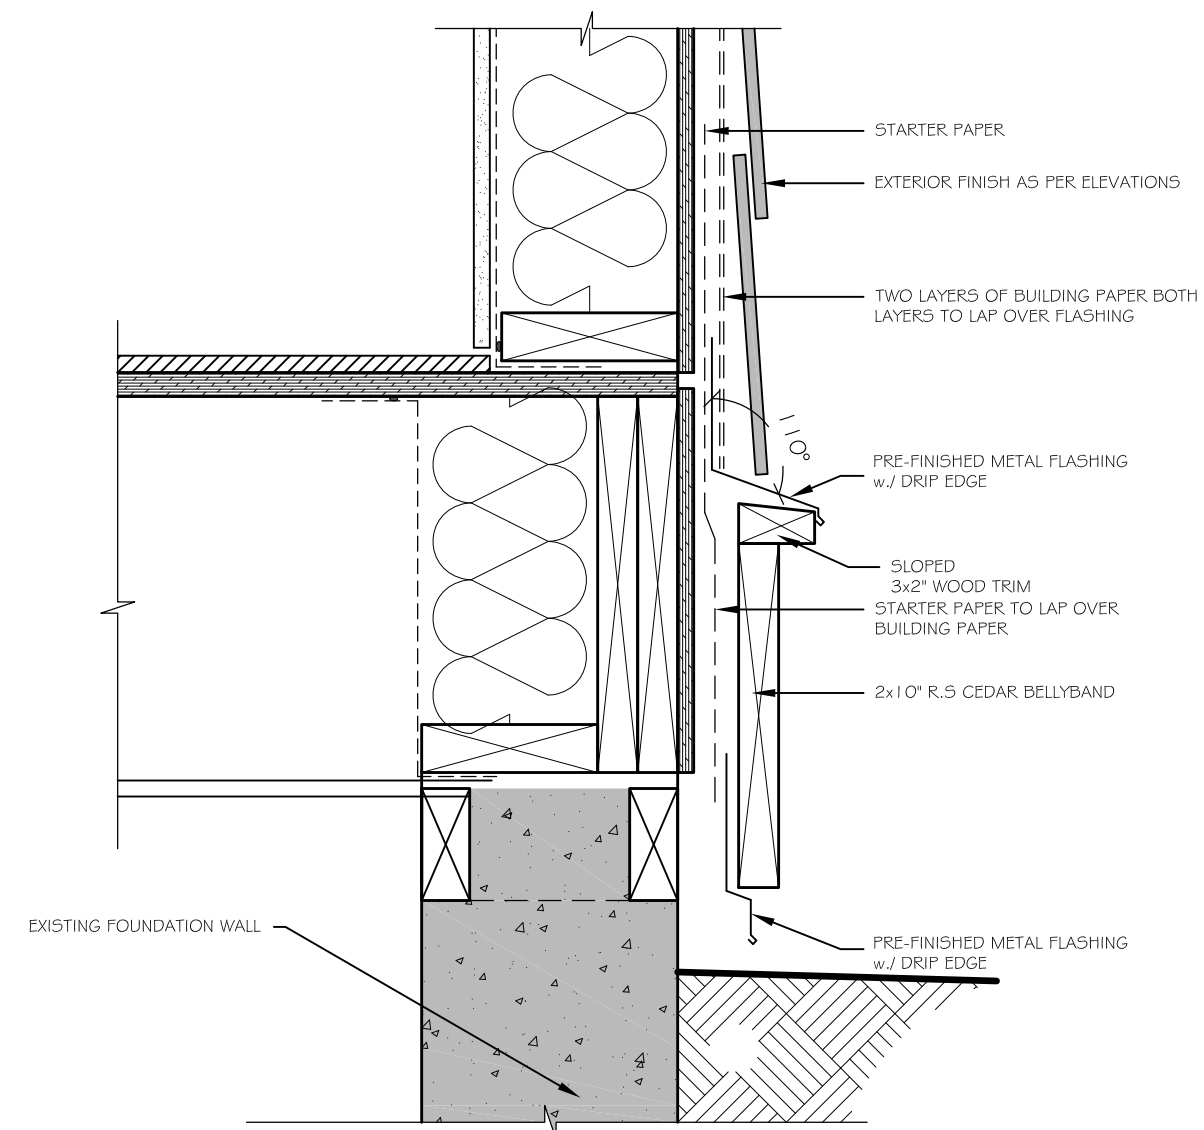 STARTER PAPER
EXTERIOR FINISH AS PER ELEVATIONS
TWO LAYERS OF BUILDING PAPER BOTH
LAYERS TO LAP OVER FLASHING
110°
PRE-FINISHED METAL FLASHING
w./ DRIP EDGE
SLOPED
3x2" WOOD TRIM
STARTER PAPER TO LAP OVER
BUILDING PAPER
2x10" R.S CEDAR BELLYBAND
EXISTING FOUNDATION WALL
PRE-FINISHED METAL FLASHING
w./ DRIP EDGE